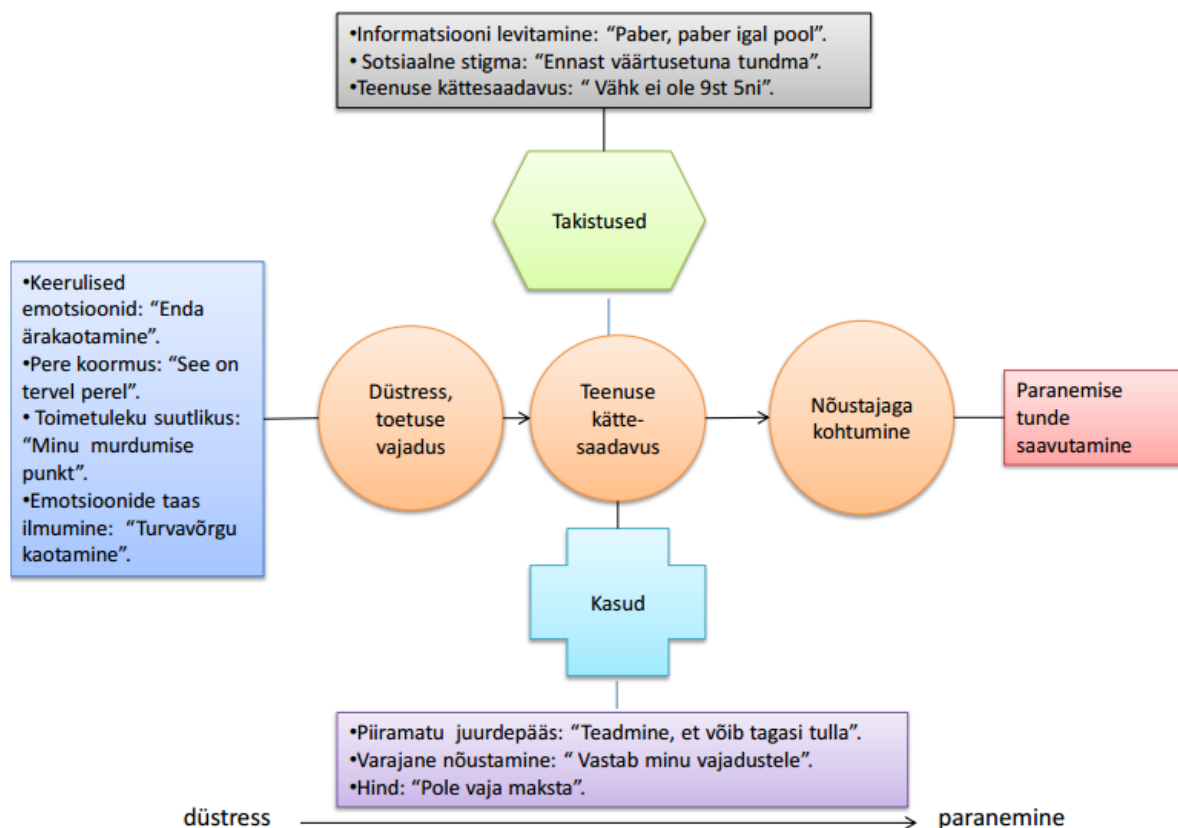 •Informatsiooni levitamine: “Paber, paber igal pool”.
• Sotsiaalne stigma: “Ennast väärtusetuna tundma”.
•Teenuse kättesaadavus: “ Vähk ei ole 9st 5ni”.
Takistused
•Keerulised
emotsioonid: “Enda
ärakaotamine”.
•Pere koormus: “See on
tervel perel”.
• Toimetuleku suutlikus:
“Minu murdumise
punkt”.
•Emotsioonide taas
ilmumine: “Turvavõrgu
kaotamine”.
Düstress,
toetuse
vajadus
Teenuse
kätte-
saadavus
Nõustajaga
kohtumine
Paranemise
tunde
saavutamine
Kasud
•Piiramatu juurdepääs: “Teadmine, et võib tagasi tulla”.
•Varajane nõustamine: “ Vastab minu vajadustele”.
•Hind: “Pole vaja maksta”.
düstress
paranemine